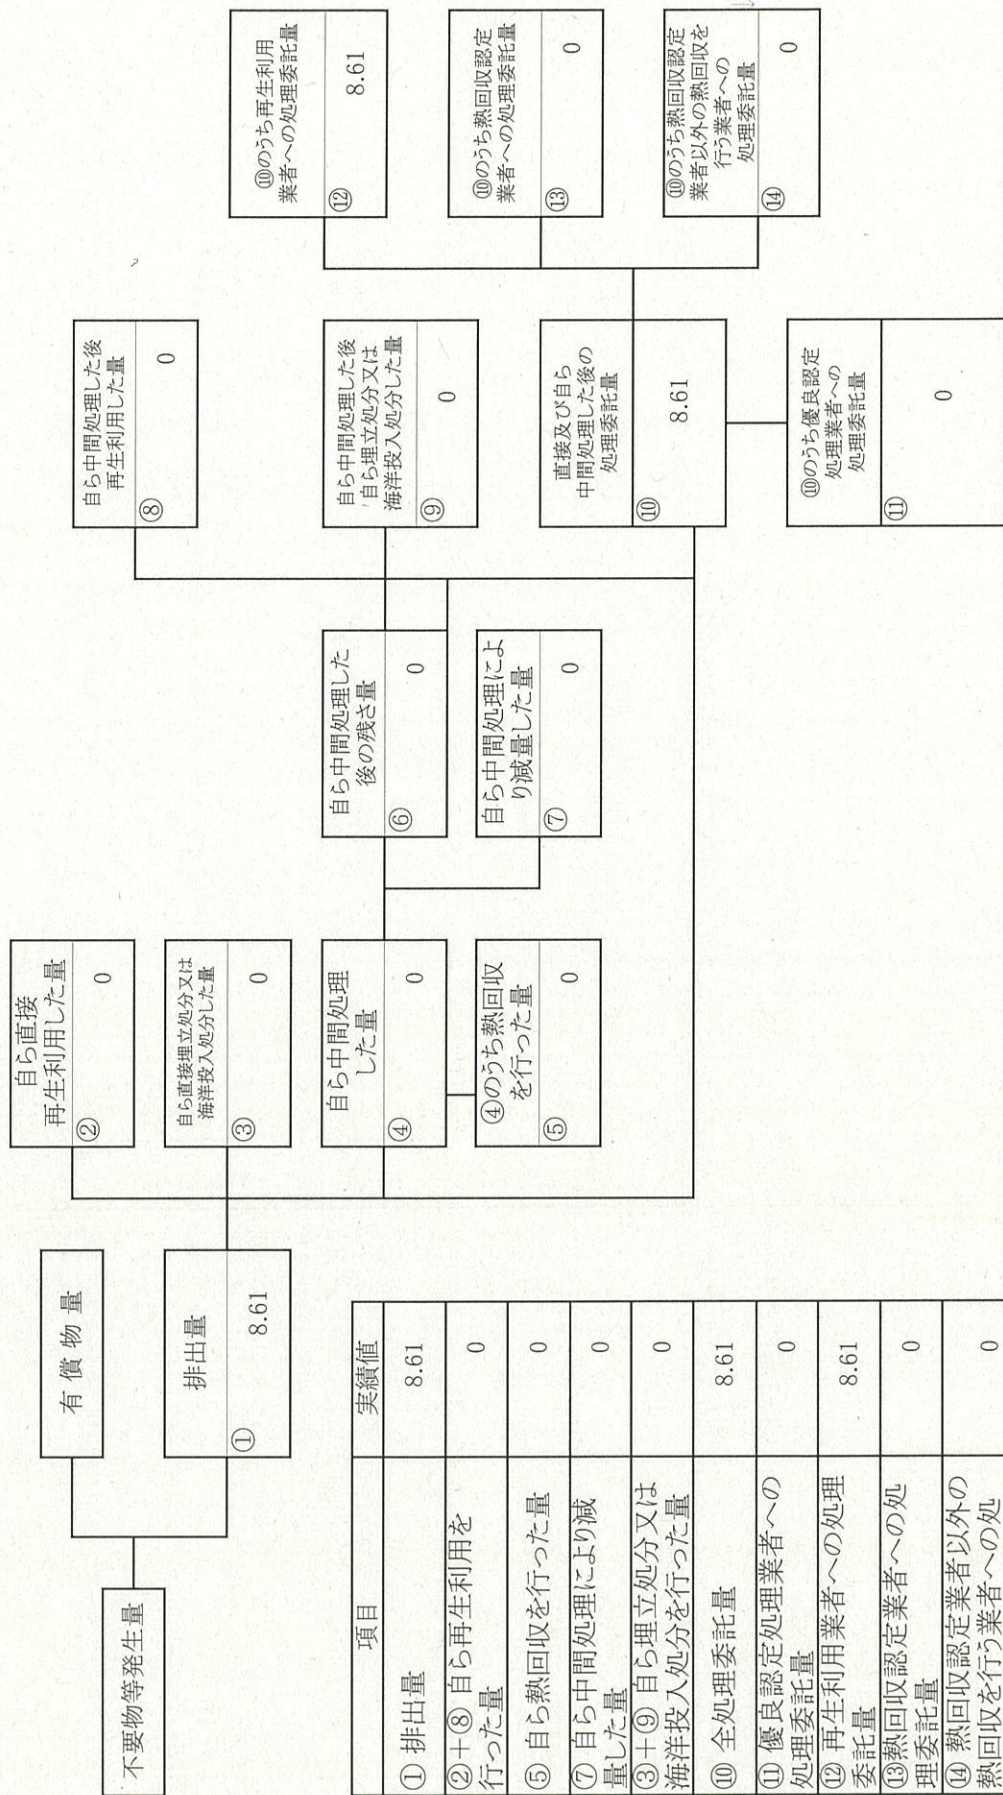 不要物等発生量
有償物量
排出量
①
8.61
自ら直接
再生利用した量
②
0
自ら直接埋立処分又は
海洋投入処分した量
③
0
自ら中間処理
した量
④
0
④のうち熱回収
を行った量
⑤
0
自ら中間処理した
後の残さ量
⑥
0
自ら中間処理によ
り減量した量
⑦
0
自ら中間処理した後
再生利用した量
⑧
0
自ら中間処理した後
自ら埋立処分又は
海洋投入処分した量
⑨
0
直接及び自ら
中間処理した後の
処理委託量
⑩
8.61
⑩のうち優良認定
処理業者への
処理委託量
⑪
0
⑩のうち再生利用
業者への処理委託量
⑫
8.61
⑩のうち熱回収認定
業者への処理委託量
⑬
0
⑩のうち熱回収認定
業者以外の熱回収を
行う業者への
処理委託量
⑭
0
項目 実績値
①排出量 8.61
②+⑧ 自ら再生利用を
行った量 0
⑤ 自ら熱回収を行った量 0
⑦ 自ら中間処理により減
量した量 0
③+⑨ 自ら埋立処分又は
海洋投入処分を行った量 0
⑩ 全処理委託量 8.61
⑪ 優良認定処理業者への
処理委託量 0
⑫ 再生利用業者への処理
委託量 8.61
⑬熱回収認定業者への処
理委託量 0
⑭ 熱回収認定業者以外の
熱回収を行う業者への処 0